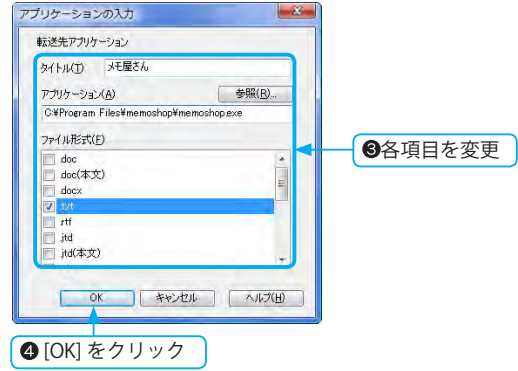 アプリケーションの入力
転送先アプリケーション
タイトル(T) メモ屋さん
アプリケーション(A) 参照(R)...
C:¥Program Files¥memoshop¥memoshop.exe
ファイル形式(F)
.doc
.doc(本文)
.docx
.txt
.rtf
.jtd
.jtd(本文)
❸各項目を変更
OK キャンセル ヘルプ(H)
❹ [OK] をクリック